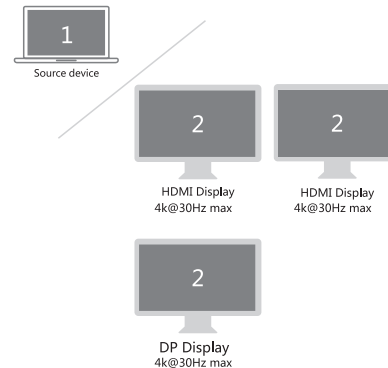 1
Source device
2
2
HDMI Display
4k@30Hz max
HDMI Display
4k@30Hz max
2
DP Display
4k@30Hz max